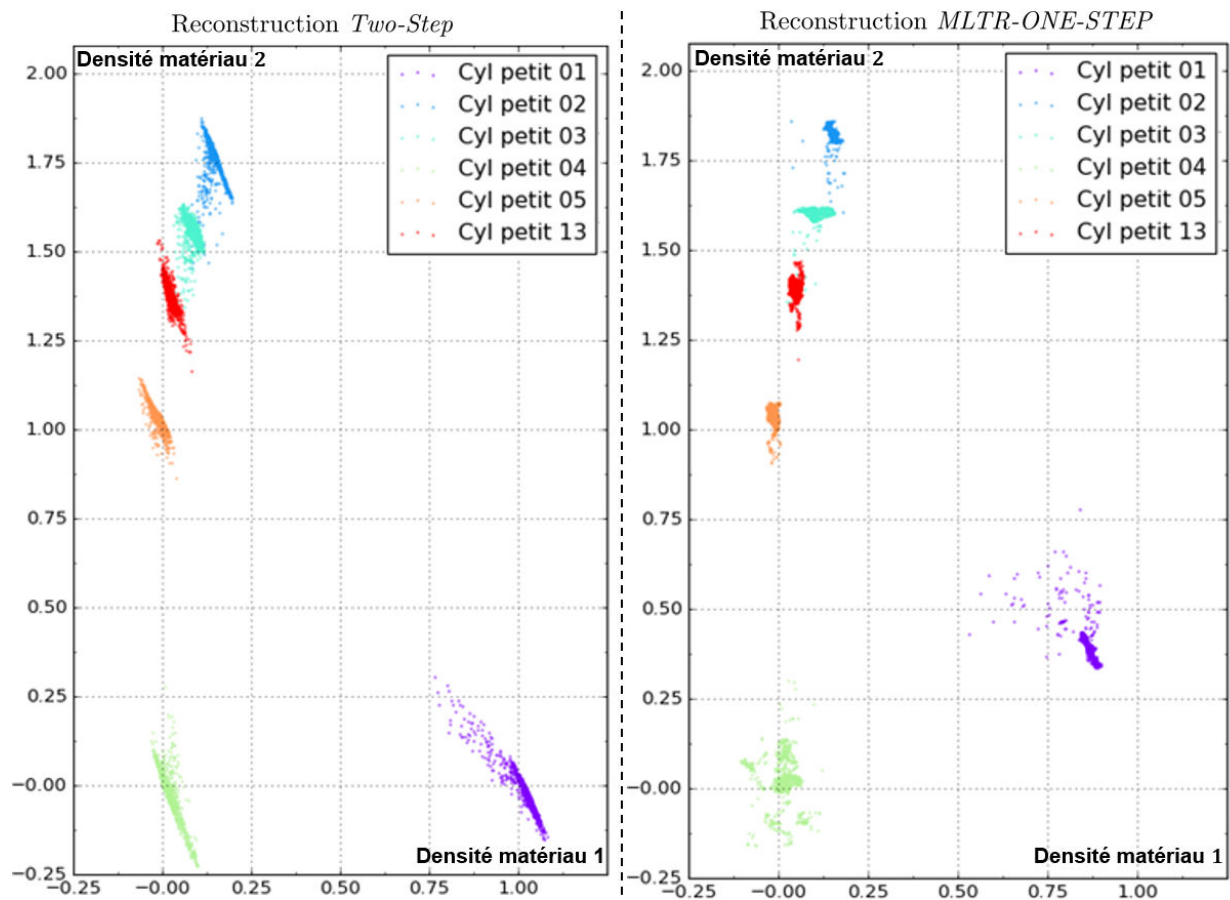 Reconstruction Two-Step
Densité matériau 2
Cyl petit 01
Cyl petit 02
Cyl petit 03
Cyl petit 04
Cyl petit 05
Cyl petit 13
2.00
1.75
1.50
1.25
1.00
0.75
0.50
0.25
−0.00
−0.25
Densité matériau 1
−0.25 −0.00 0.25 0.50 0.75 1.00
Reconstruction MLTR-ONE-STEP
Densité matériau 2
Cyl petit 01
Cyl petit 02
Cyl petit 03
Cyl petit 04
Cyl petit 05
Cyl petit 13
2.00
1.75
1.50
1.25
1.00
0.75
0.50
0.25
−0.00
−0.25
Densité matériau 1
−0.25 −0.00 0.25 0.50 0.75 1.00